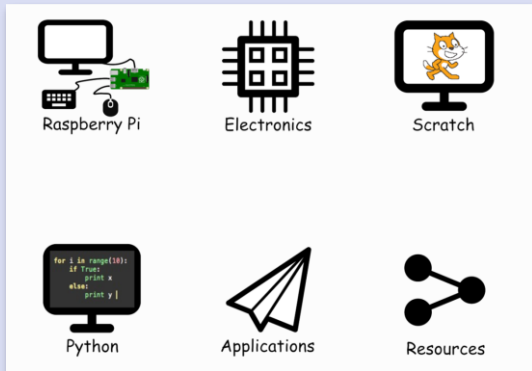 Raspberry Pi
Electronics
Scratch
for i in range(10):
    if True:
        print x
    else:
        print y
Python
Applications
Resources